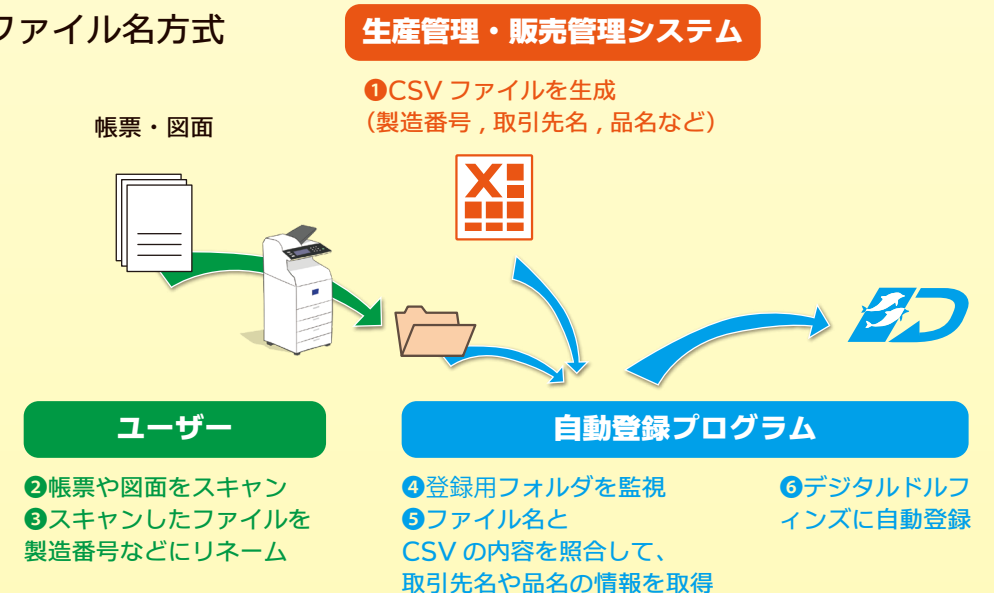 ファイル名方式
生産管理・販売管理システム
❶CSV ファイルを生成
（製造番号 , 取引先名 , 品名など）
帳票・図面
ユーザー
❷帳票や図面をスキャン
❸スキャンしたファイルを
製造番号などにリネーム
自動登録プログラム
❹登録用フォルダを監視
❺ファイル名と
CSV の内容を照合して、
取引先名や品名の情報を取得
❻デジタルドルフ
ィンズに自動登録